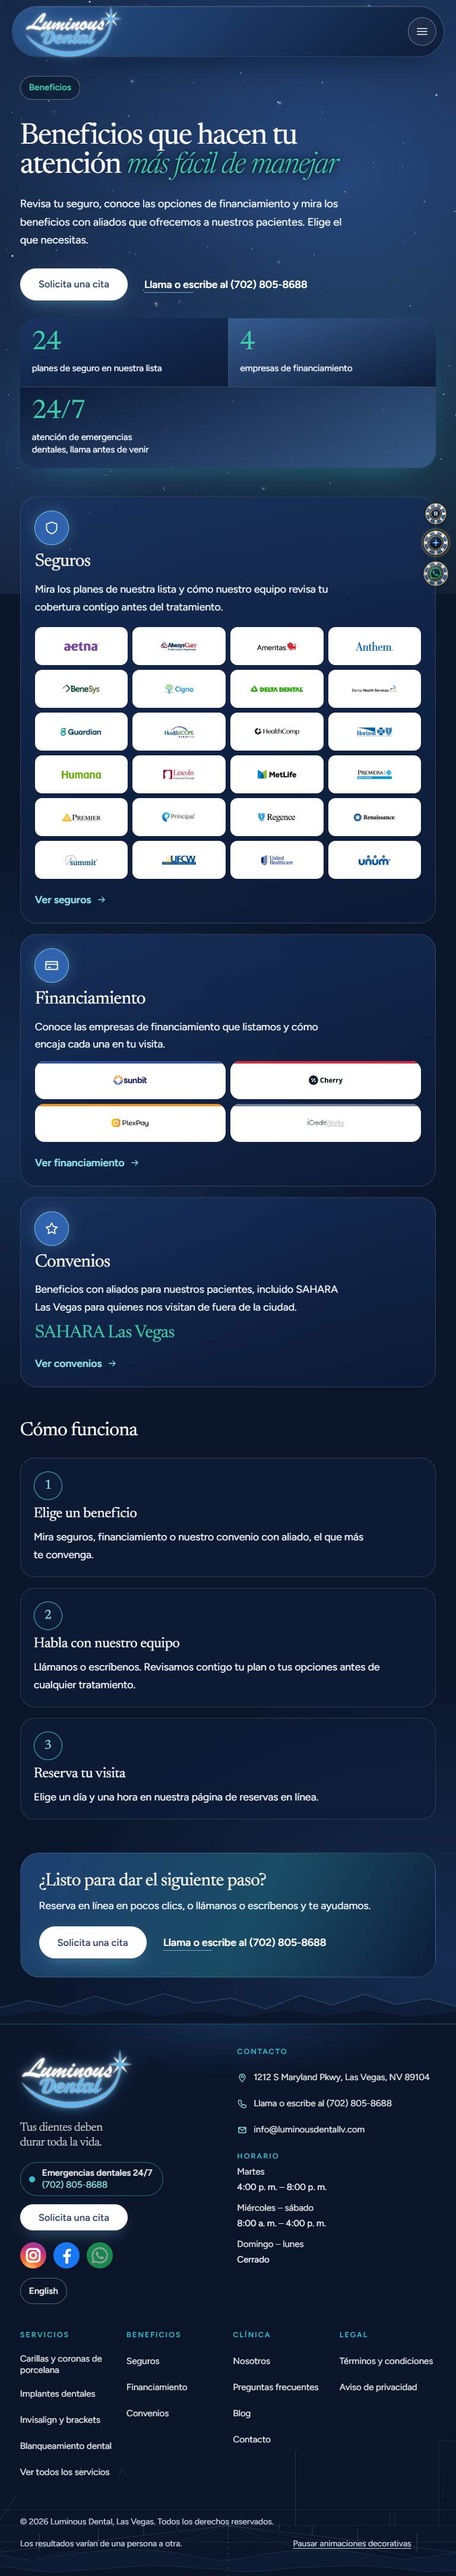 Luminous
Dental
Beneficios
Beneficios que hacen tu
atención más fácil de manejar
Revisa tu seguro, conoce las opciones de financiamiento y mira los
beneficios con aliados que ofrecemos a nuestros pacientes. Elige el
que necesitas.
Solicita una cita
Llama o escribe al (702) 805-8688
24
planes de seguro en nuestra lista
4
empresas de financiamiento
24/7
atención de emergencias
dentales, llama antes de venir
Seguros
Mira los planes de nuestra lista y cómo nuestro equipo revisa tu
cobertura contigo antes del tratamiento.
aetna
AlwaysCare
Ameritas
Anthem
BeneSys
Cigna
DELTA DENTAL
Dental Health Services
Guardian
HealthSCOPE
BENEFITS
HealthComp
Horizon
Humana
Lincoln
Financial Group
MetLife
PREMERA
PREMIER
Principal
Regence
Renaissance
summit
UFCW
United
Healthcare
unum
Ver seguros
Financiamiento
Conoce las empresas de financiamiento que listamos y cómo
encaja cada una en tu visita.
sunbit
Cherry
PlexPay
iCreditWorks
Ver financiamiento
Convenios
Beneficios con aliados para nuestros pacientes, incluido SAHARA
Las Vegas para quienes nos visitan de fuera de la ciudad.
SAHARA Las Vegas
Ver convenios
Cómo funciona
1
Elige un beneficio
Mira seguros, financiamiento o nuestro convenio con aliado, el que más
te convenga.
2
Habla con nuestro equipo
Llámanos o escríbenos. Revisamos contigo tu plan o tus opciones antes de
cualquier tratamiento.
3
Reserva tu visita
Elige un día y una hora en nuestra página de reservas en línea.
¿Listo para dar el siguiente paso?
Reserva en línea en pocos clics, o llámanos o escríbenos y te ayudamos.
Solicita una cita
Llama o escribe al (702) 805-8688
Luminous
Dental
Tus dientes deben
durar toda la vida.
Emergencias dentales 24/7
(702) 805-8688
Solicita una cita
English
CONTACTO
1212 S Maryland Pkwy, Las Vegas, NV 89104
Llama o escribe al (702) 805-8688
info@luminousdentallv.com
HORARIO
Martes
4:00 p. m. – 8:00 p. m.
Miércoles – sábado
8:00 a. m. – 4:00 p. m.
Domingo – lunes
Cerrado
SERVICIOS
Carillas y coronas de
porcelana
Implantes dentales
Invisalign y brackets
Blanqueamiento dental
Ver todos los servicios
BENEFICIOS
Seguros
Financiamiento
Convenios
CLÍNICA
Nosotros
Preguntas frecuentes
Blog
Contacto
LEGAL
Términos y condiciones
Aviso de privacidad
© 2026 Luminous Dental, Las Vegas. Todos los derechos reservados.
Los resultados varían de una persona a otra.
Pausar animaciones decorativas